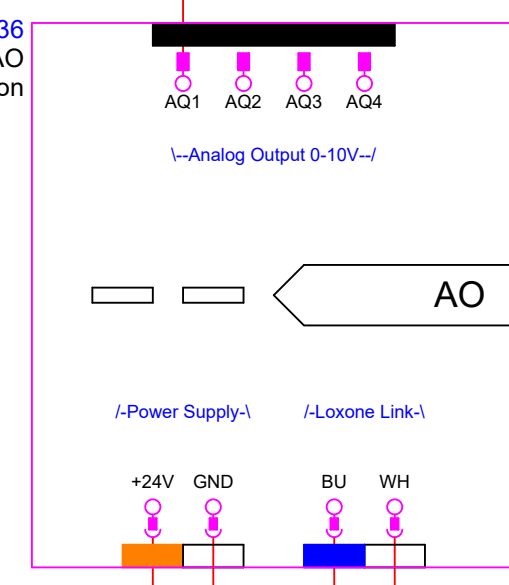 36
AO
on
AQ1 AQ2 AQ3 AQ4
\--Analog Output 0-10V--/
AO
/-Power Supply-\ /-Loxone Link-\
+24V GND BU WH